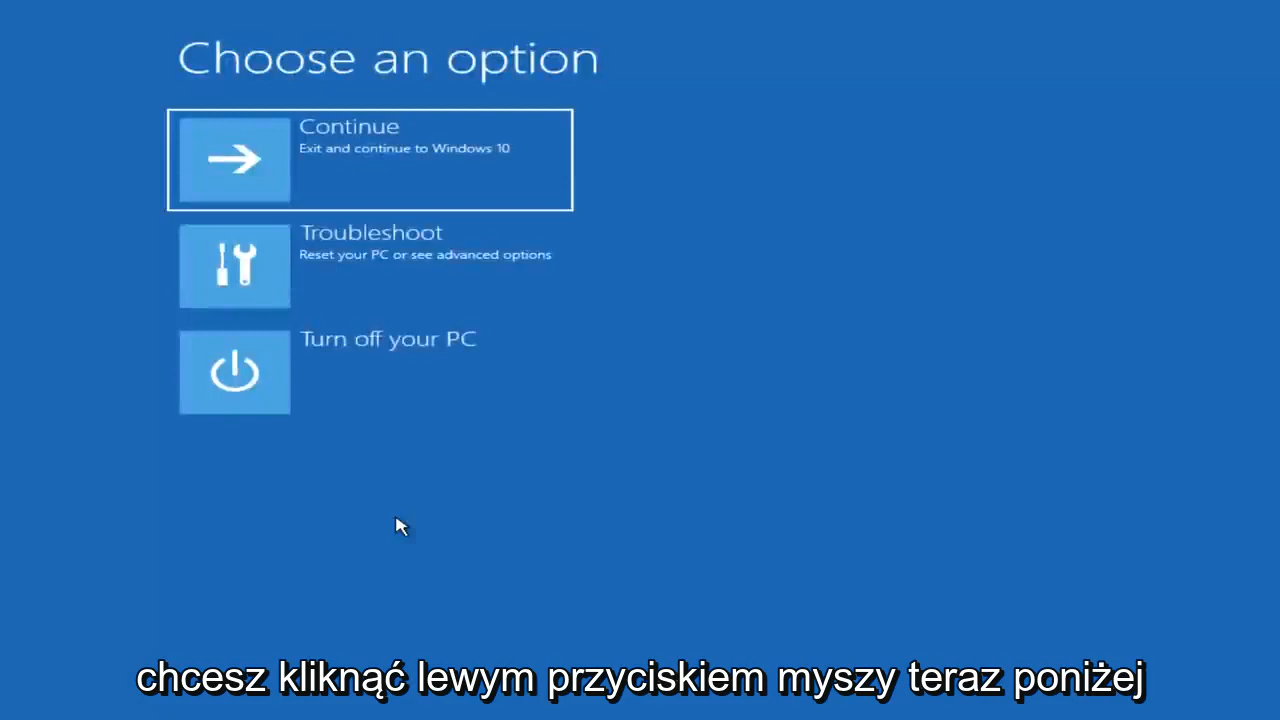 Choose an option
Continue
Exit and continue to Windows 10
Troubleshoot
Reset your PC or see advanced options
Turn off your PC
chcesz kliknąć lewym przyciskiem myszy teraz poniżej